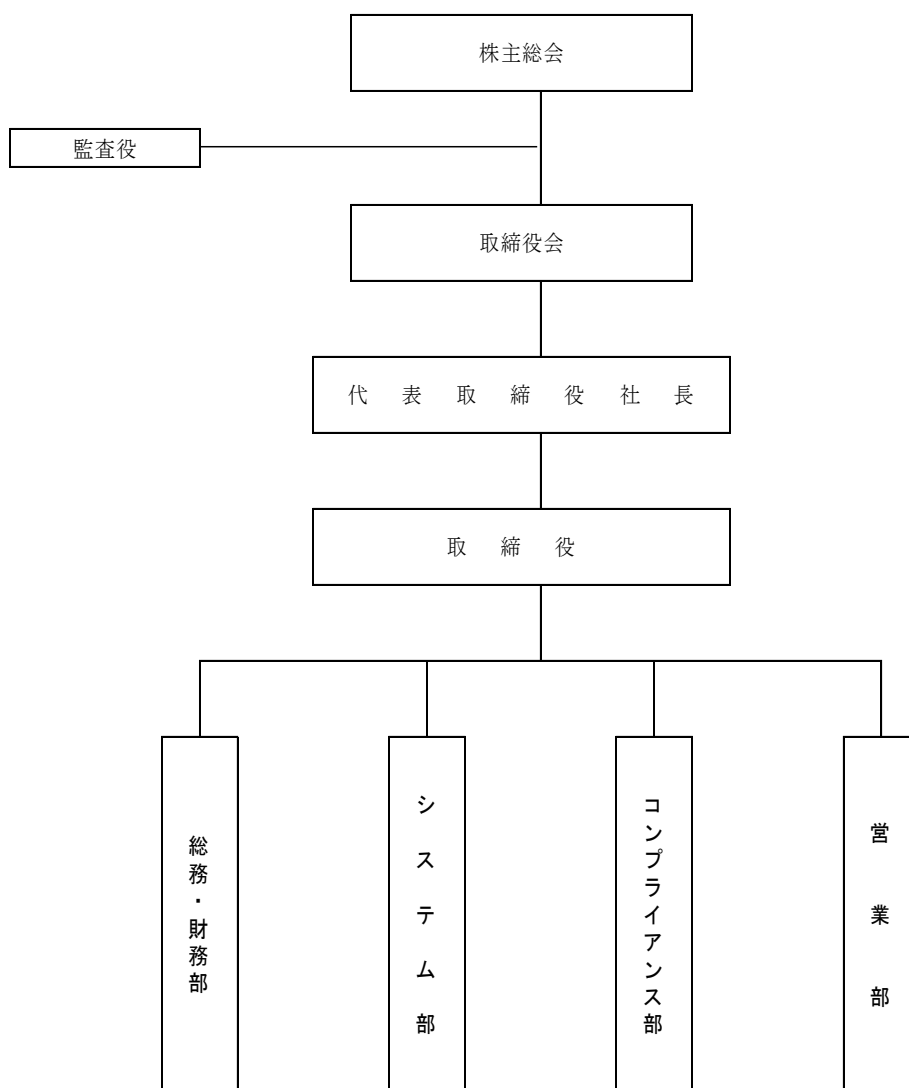 株主総会
監査役
取締役会
代表取締役社長
取締役
総務・財務部
システム部
コンプライアンス部
営業部